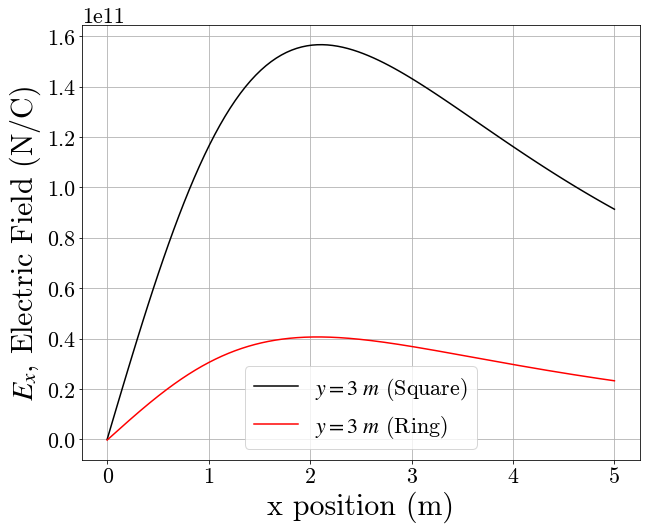 1e11
1.6
1.4
1.2
1.0
0.8
0.6
0.4
0.2
0.0
E_x, Electric Field (N/C)
y = 3 m (Square)
y = 3 m (Ring)
0 1 2 3 4 5
x position (m)